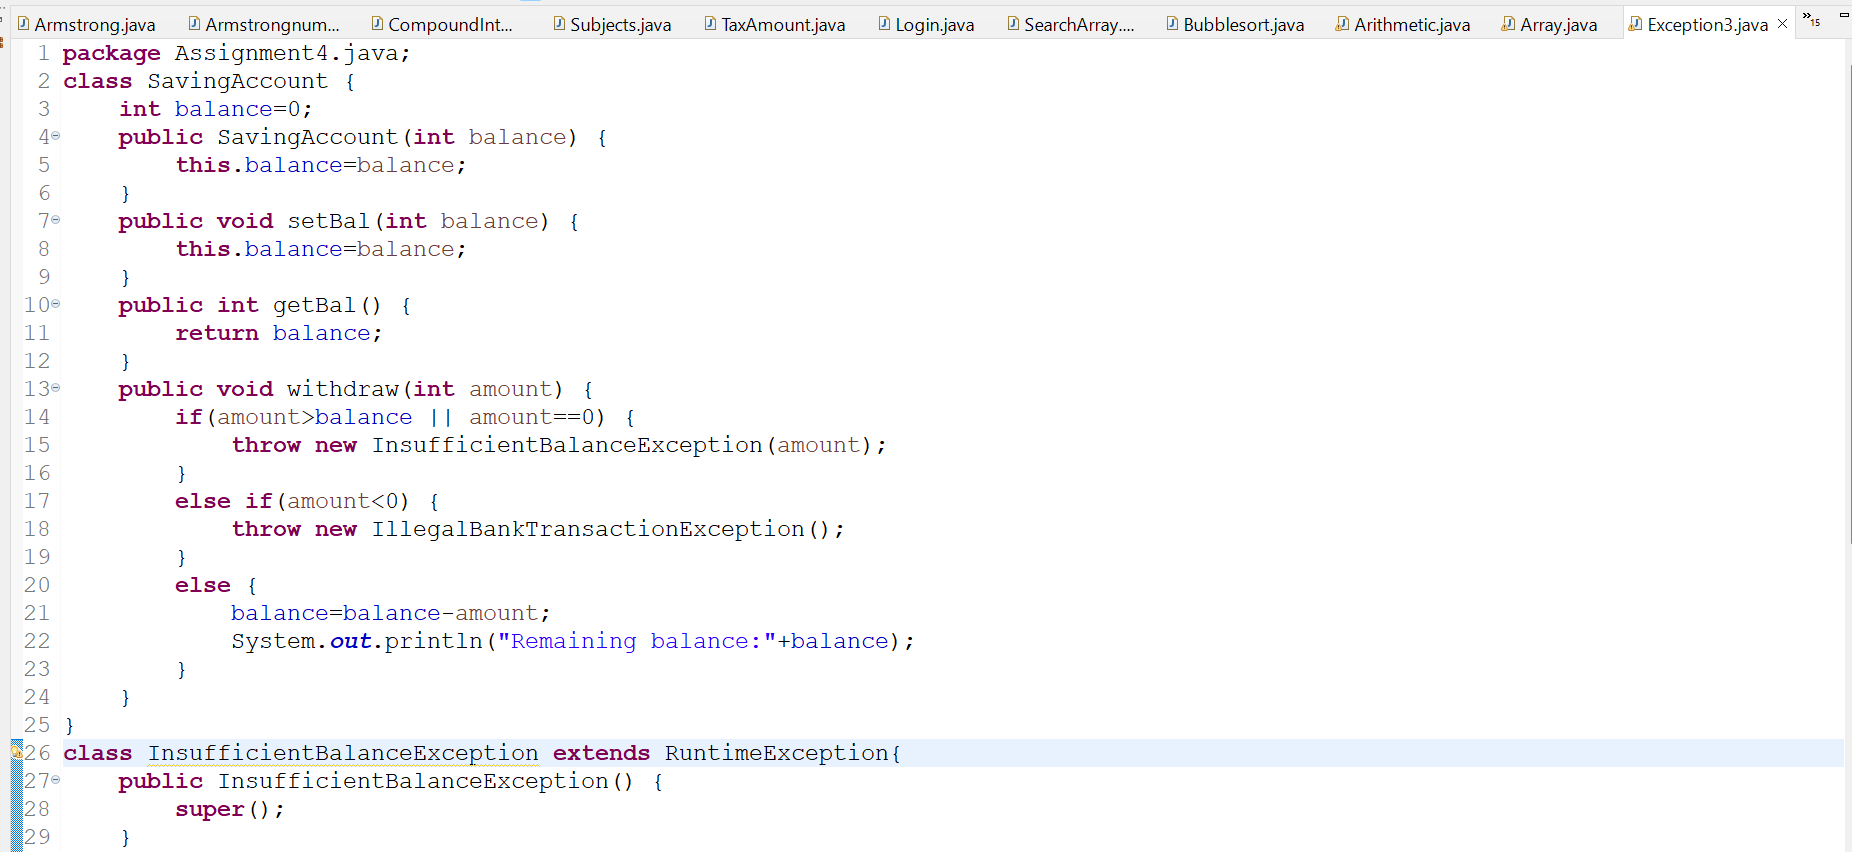 Armstrong.java Armstrongnum... CompoundInt... Subjects.java TaxAmount.java Login.java SearchArray.... Bubblesort.java Arithmetic.java Array.java Exception3.java × »15
1 package Assignment4.java;
2 class SavingAccount {
3     int balance=0;
4     public SavingAccount(int balance) {
5         this.balance=balance;
6     }
7     public void setBal(int balance) {
8         this.balance=balance;
9     }
10     public int getBal() {
11         return balance;
12     }
13     public void withdraw(int amount) {
14         if(amount>balance || amount==0) {
15             throw new InsufficientBalanceException(amount);
16         }
17         else if(amount<0) {
18             throw new IllegalBankTransactionException();
19         }
20         else {
21             balance=balance-amount;
22             System.out.println("Remaining balance:"+balance);
23         }
24     }
25 }
26 class InsufficientBalanceException extends RuntimeException{
27     public InsufficientBalanceException() {
28         super();
29     }